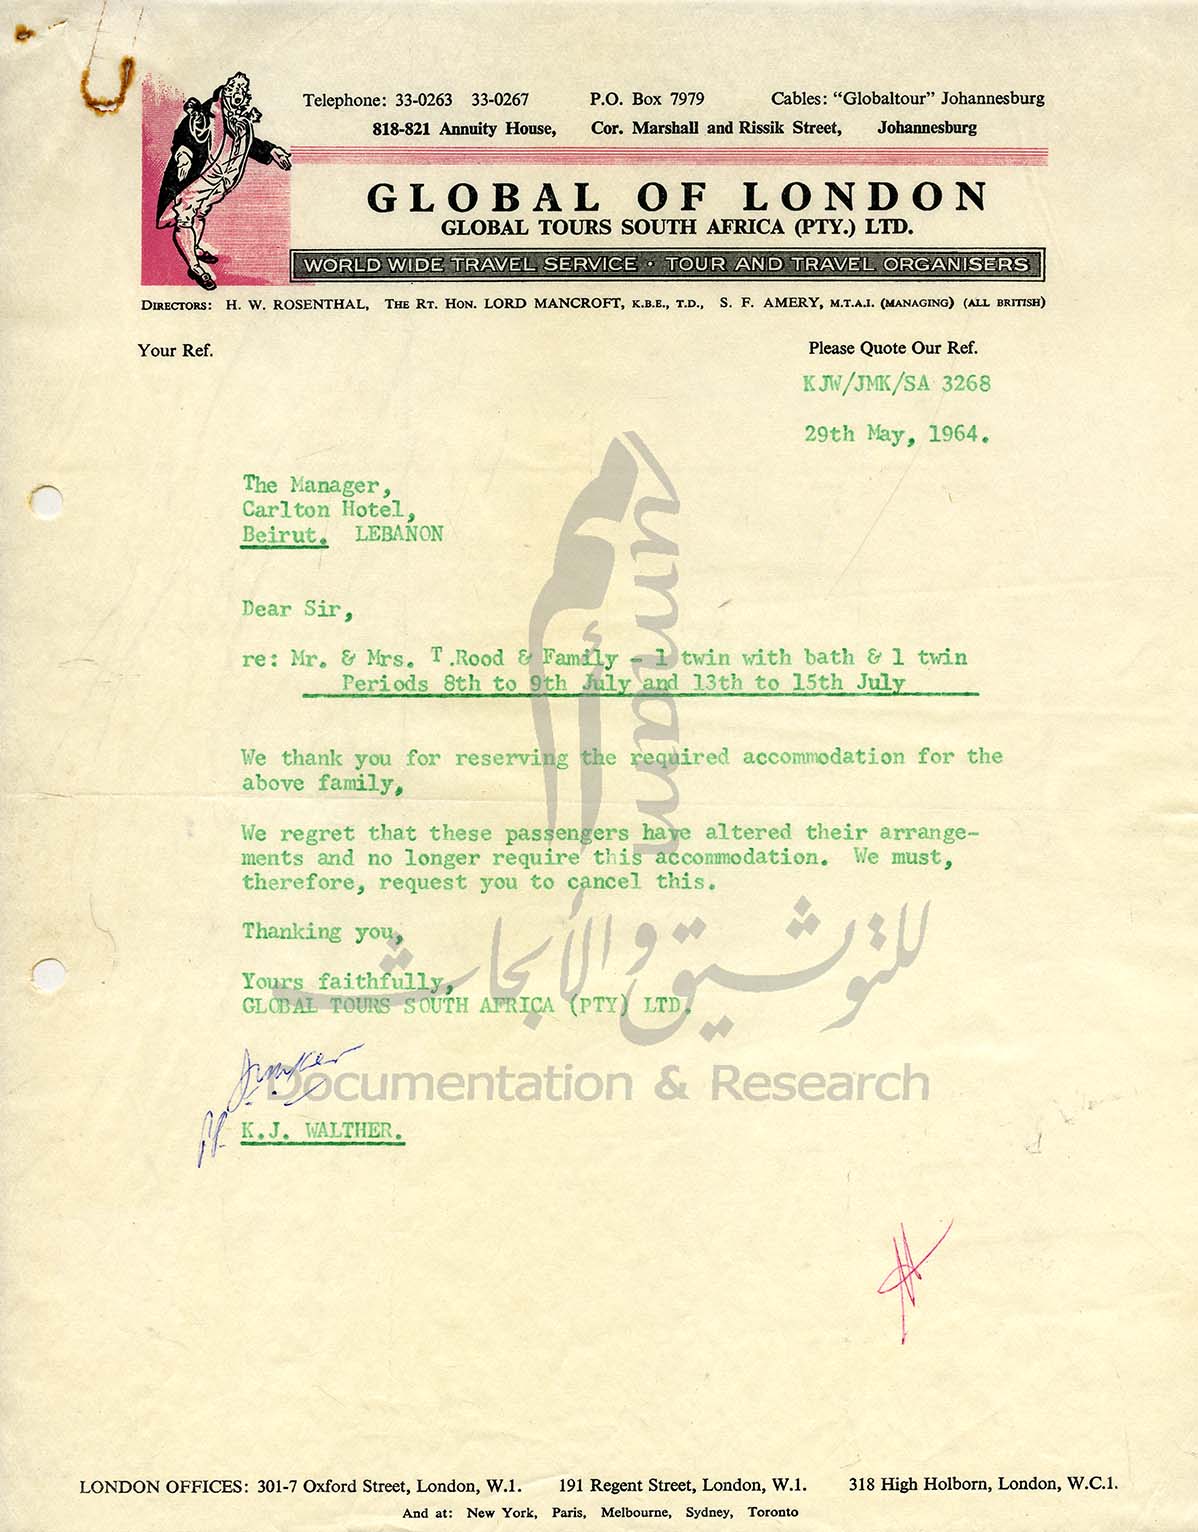 Telephone: 33-0263 33-0267 P.O. Box 7979 Cables: "Globaltour" Johannesburg
818-821 Annuity House, Cor. Marshall and Rissik Street, Johannesburg
GLOBAL OF LONDON
GLOBAL TOURS SOUTH AFRICA (PTY.) LTD.
WORLD WIDE TRAVEL SERVICE · TOUR AND TRAVEL ORGANISERS
DIRECTORS: H. W. ROSENTHAL, THE RT. HON. LORD MANCROFT, K.B.E., T.D., S. F. AMERY, M.T.A.I. (MANAGING) (ALL BRITISH)
Your Ref. Please Quote Our Ref.
KJW/JMK/SA 3268
29th May, 1964.
The Manager,
Carlton Hotel,
Beirut. LEBANON
Dear Sir,
re: Mr. & Mrs. T.Rood & Family - 1 twin with bath & 1 twin
Periods 8th to 9th July and 13th to 15th July
We thank you for reserving the required accommodation for the
above family,
We regret that these passengers have altered their arrange-
ments and no longer require this accommodation. We must,
therefore, request you to cancel this.
Thanking you,
Yours faithfully,
GLOBAL TOURS SOUTH AFRICA (PTY) LTD.
K.J. WALTHER.
umam
أمم
للتوثيق والأبحاث
Documentation & Research
LONDON OFFICES: 301-7 Oxford Street, London, W.1. 191 Regent Street, London, W.1. 318 High Holborn, London, W.C.1.
And at: New York, Paris, Melbourne, Sydney, Toronto